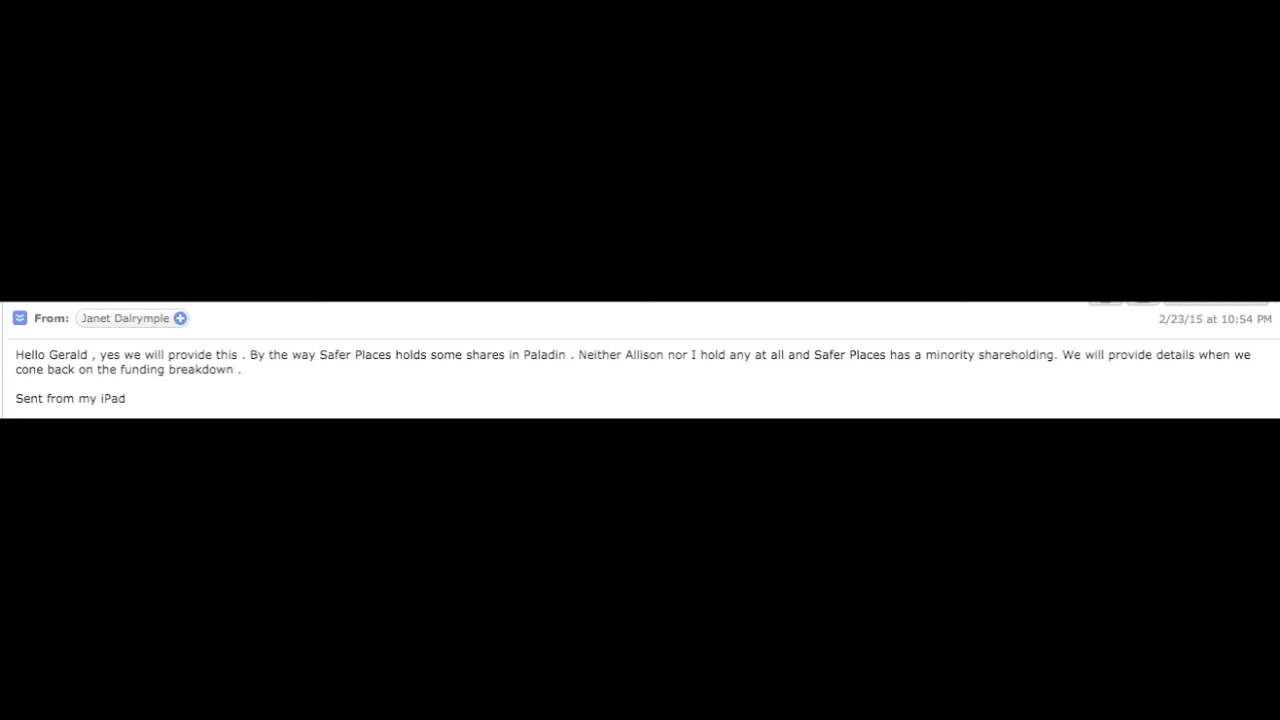 From: Janet Dalrymple
2/23/15 at 10:54 PM
Hello Gerald , yes we will provide this . By the way Safer Places holds some shares in Paladin . Neither Allison nor I hold any at all and Safer Places has a minority shareholding. We will provide details when we
cone back on the funding breakdown .
Sent from my iPad